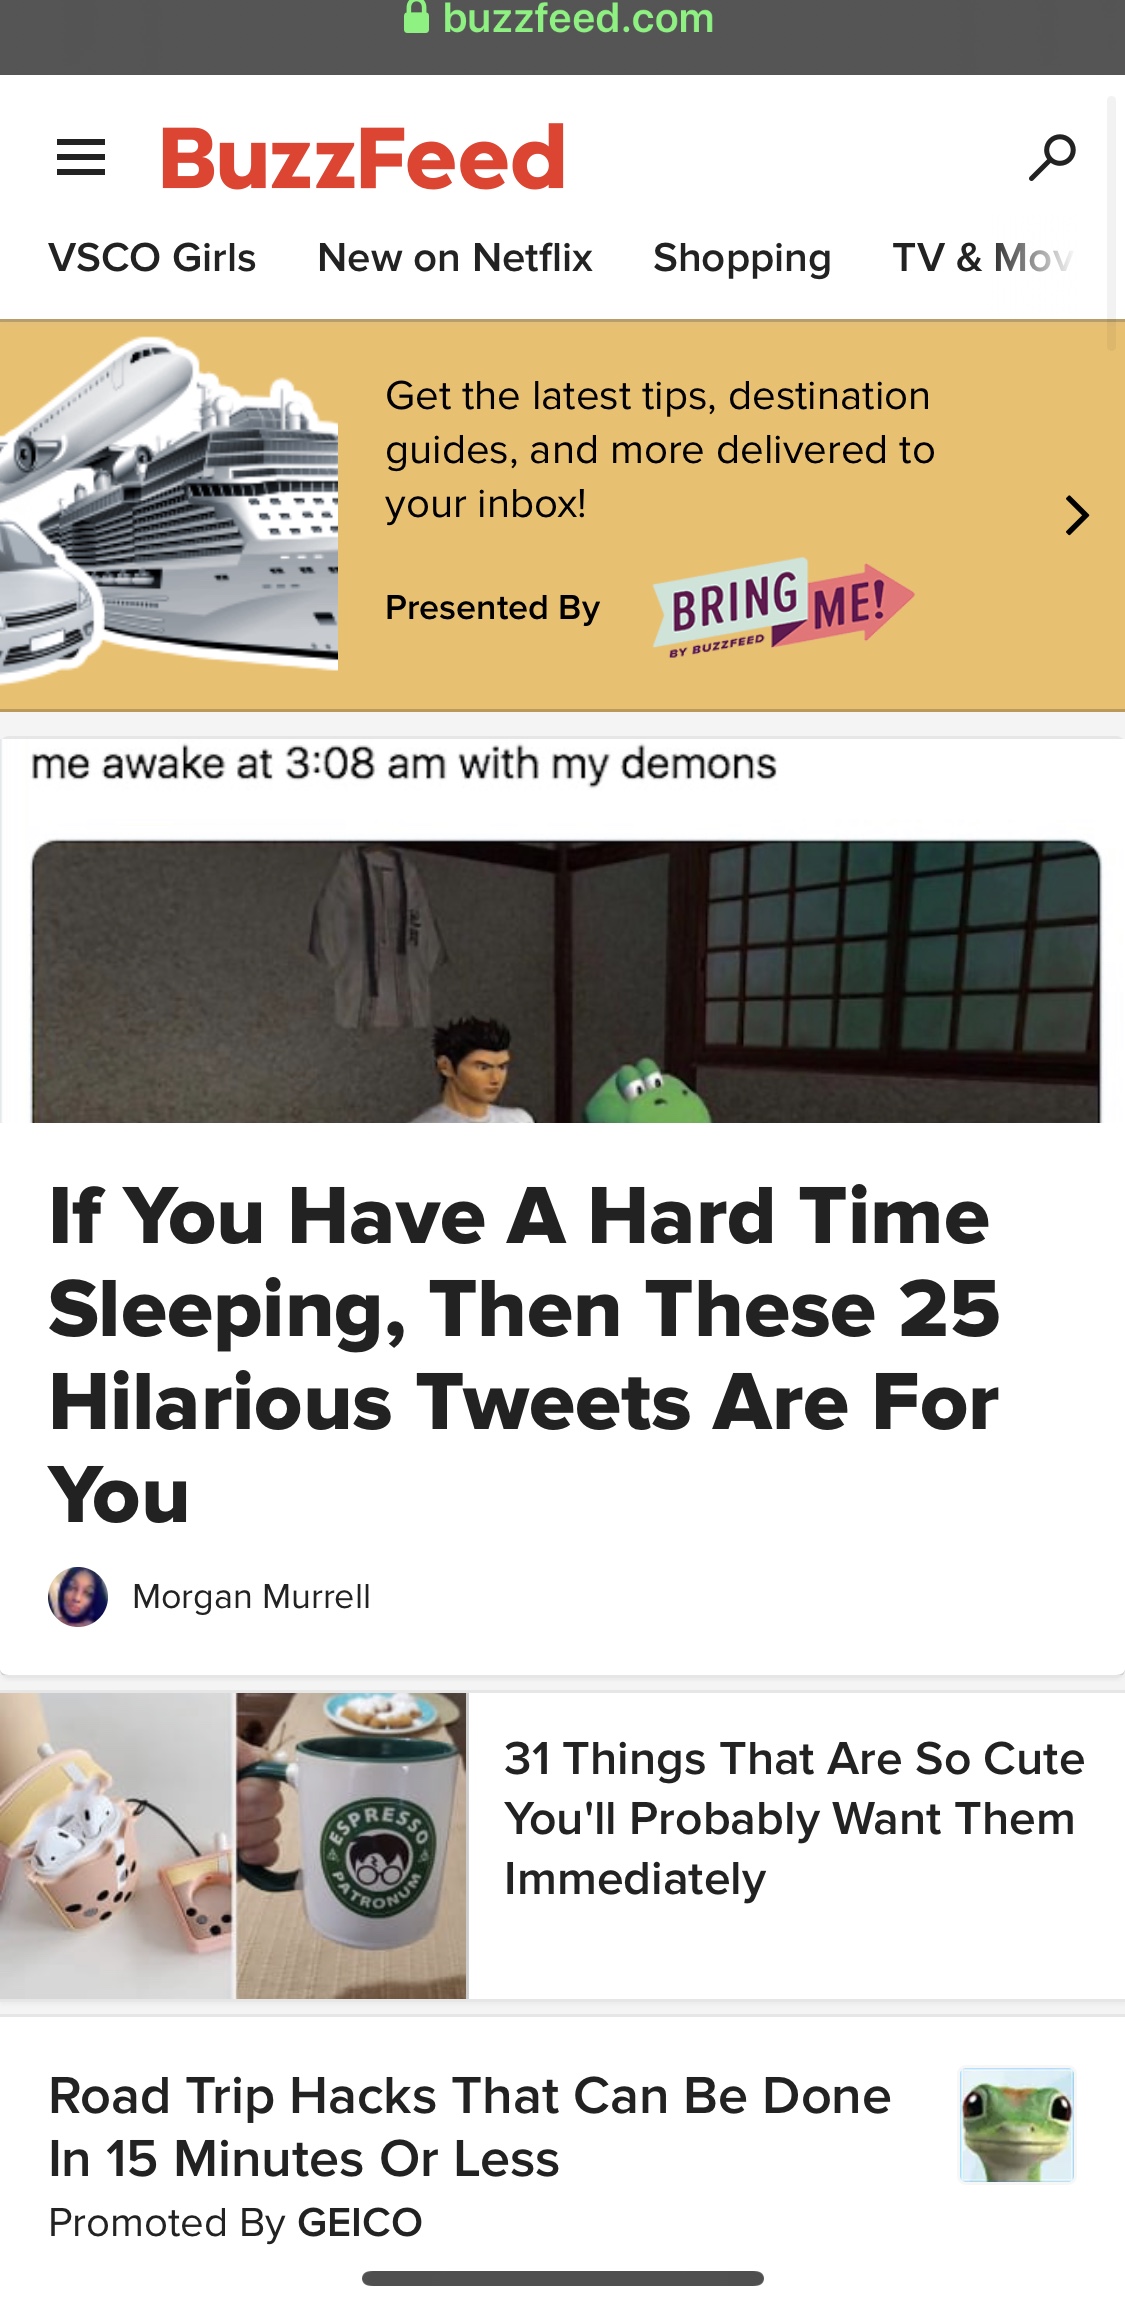 buzzfeed.com
BuzzFeed
VSCO Girls New on Netflix Shopping TV & Mov
Get the latest tips, destination
guides, and more delivered to
your inbox!
Presented By
BRING ME!
BY BUZZFEED
me awake at 3:08 am with my demons
If You Have A Hard Time
Sleeping, Then These 25
Hilarious Tweets Are For
You
Morgan Murrell
ESPRESSO
PATRONUM
31 Things That Are So Cute
You'll Probably Want Them
Immediately
Road Trip Hacks That Can Be Done
In 15 Minutes Or Less
Promoted By GEICO